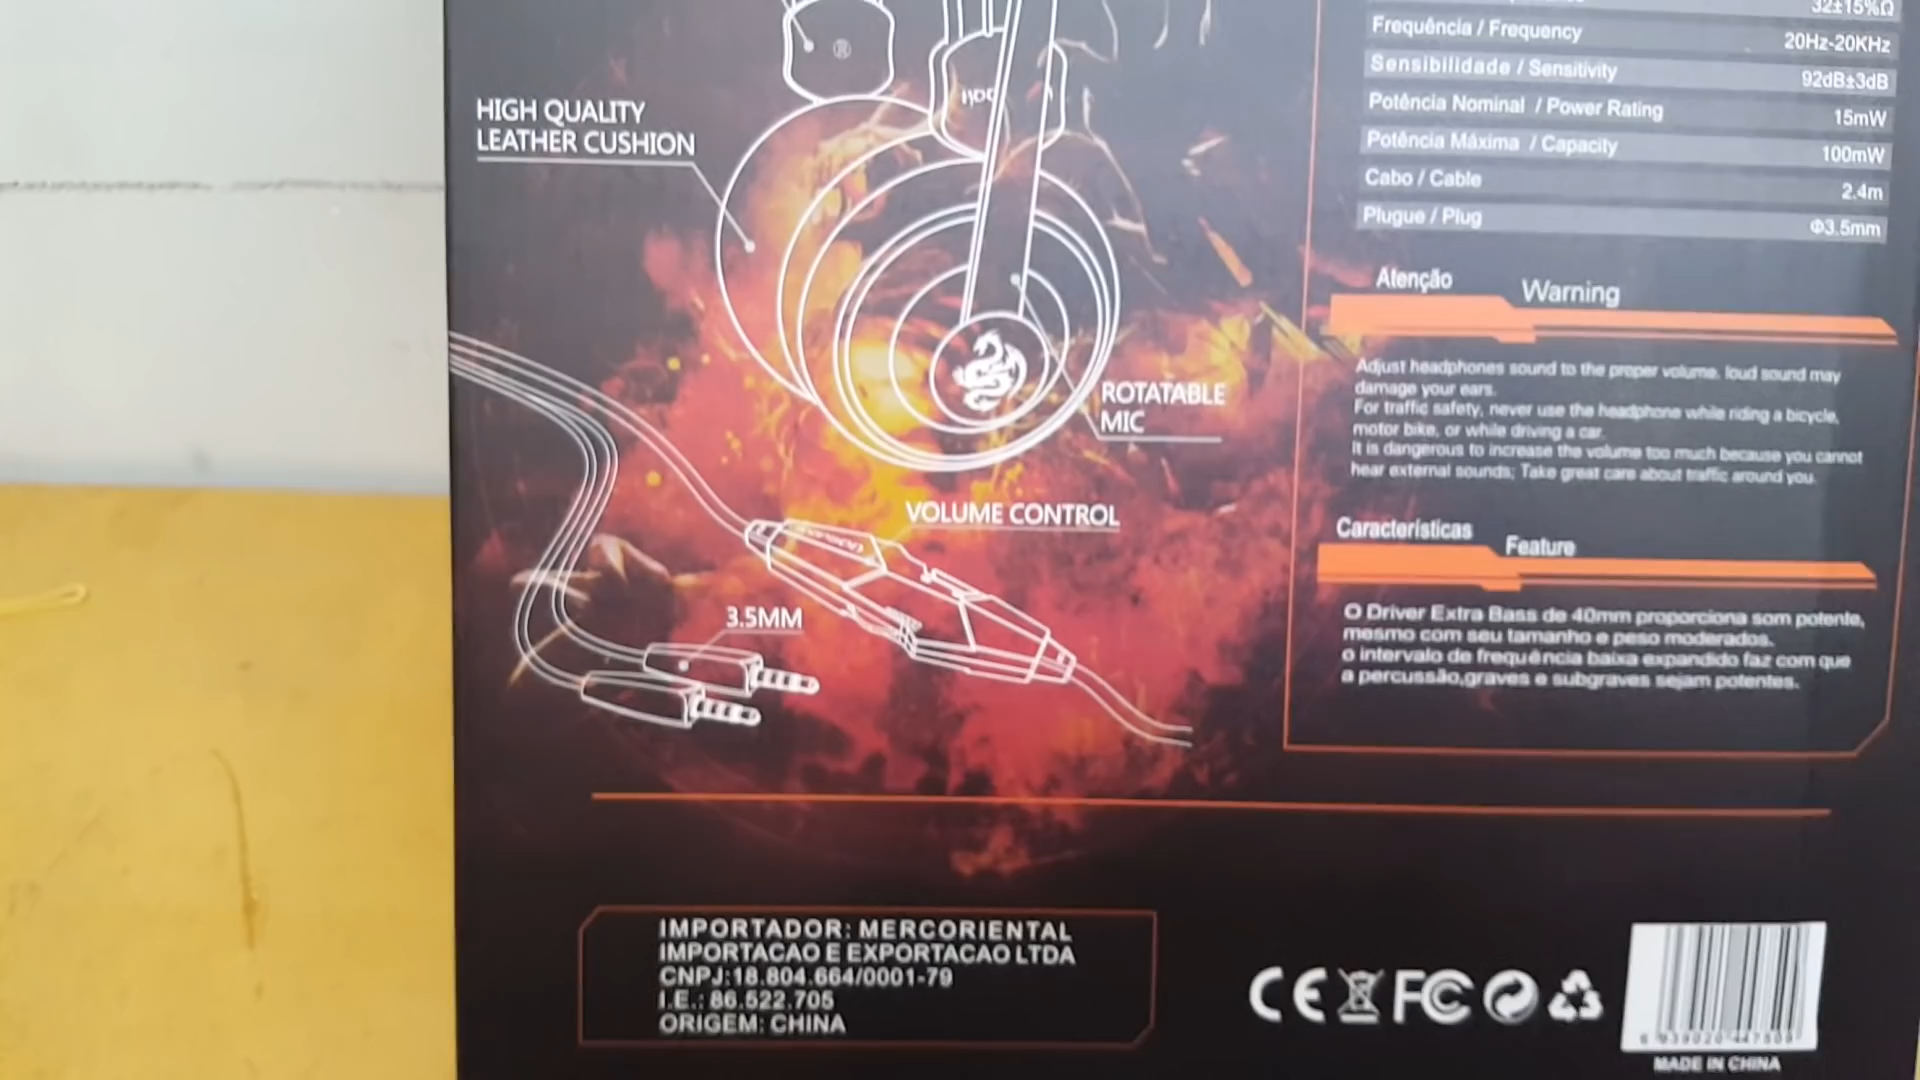 32±15%Ω
Frequência / Frequency 20Hz-20KHz
Sensibilidade / Sensitivity 92dB±3dB
Potência Nominal / Power Rating 15mW
Potência Máxima / Capacity 100mW
Cabo / Cable 2.4m
Plugue / Plug Φ3.5mm
HIGH QUALITY
LEATHER CUSHION
®
ROTATABLE
MIC
VOLUME CONTROL
3.5MM
Atenção Warning
Adjust headphones sound to the proper volume. loud sound may
damage your ears.
For traffic safety, never use the headphone while riding a bicycle,
motor bike, or while driving a car.
It is dangerous to increase the volume too much because you cannot
hear external sounds; Take great care about traffic around you.
Características Feature
O Driver Extra Bass de 40mm proporciona som potente,
mesmo com seu tamanho e peso moderados.
o intervalo de frequência baixa expandido faz com que
a percussão,graves e subgraves sejam potentes.
IMPORTADOR: MERCORIENTAL
IMPORTACAO E EXPORTACAO LTDA
CNPJ:18.804.664/0001-79
I.E.: 86.522.705
ORIGEM: CHINA
CE FC
MADE IN CHINA